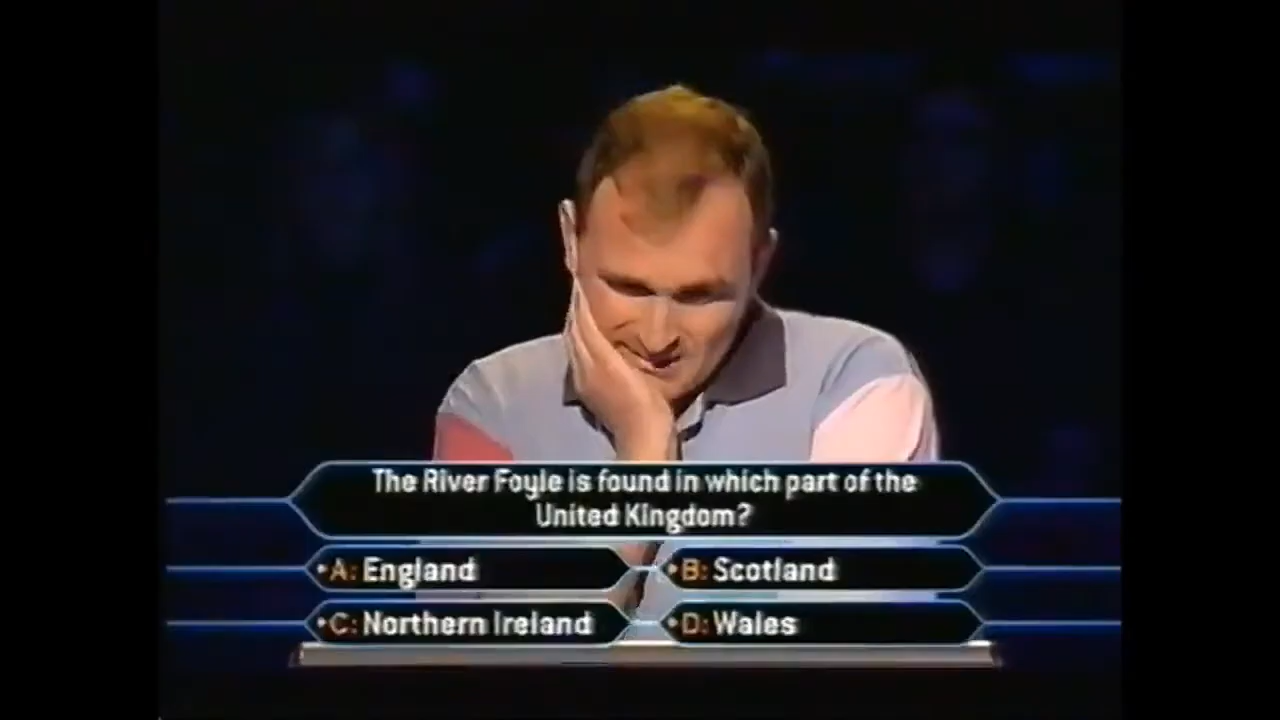 The River Foyle is found in which part of the
United Kingdom?
•A: England
•B: Scotland
•C: Northern Ireland
•D: Wales